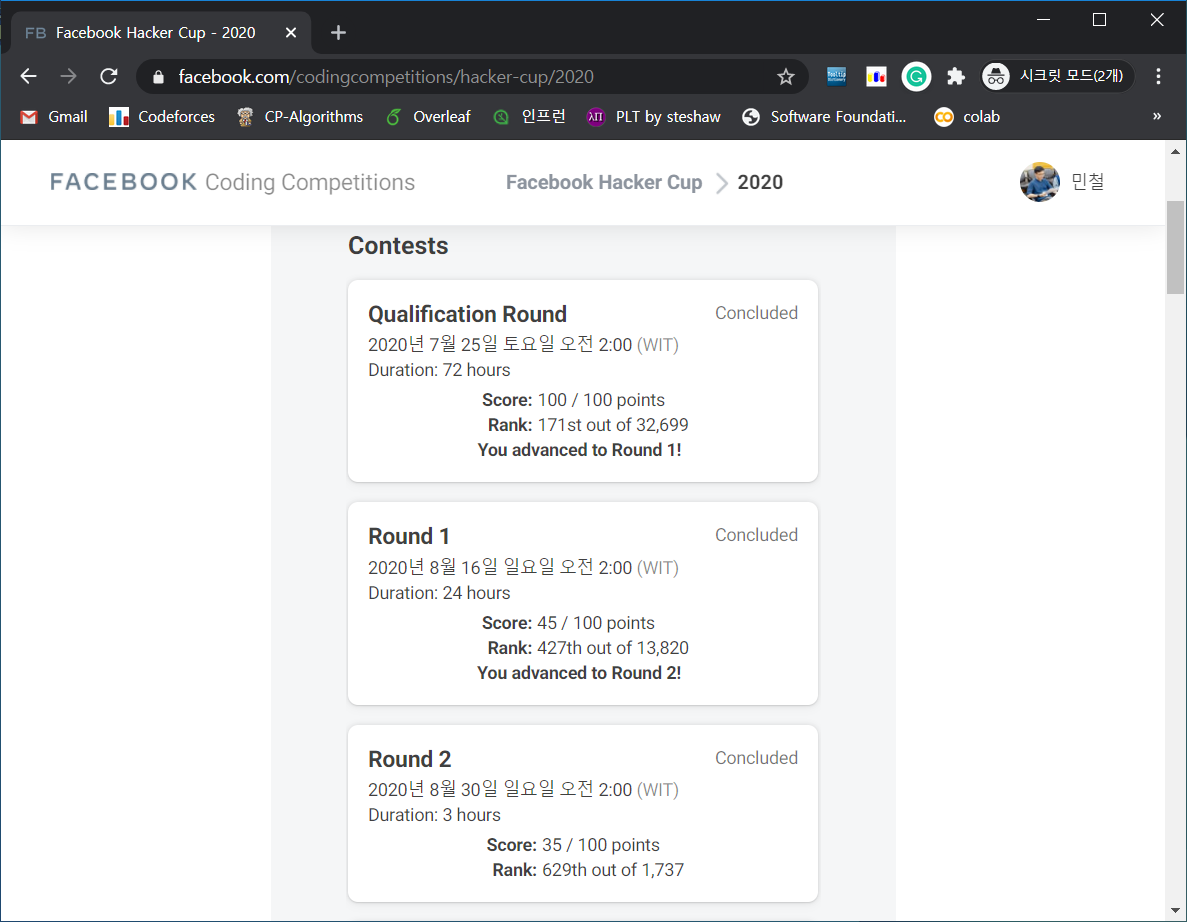 FB Facebook Hacker Cup - 2020
facebook.com/codingcompetitions/hacker-cup/2020
시크릿 모드(2개)
Gmail Codeforces CP-Algorithms Overleaf 인프런 λΠ PLT by steshaw Software Foundati... colab »
FACEBOOK Coding Competitions Facebook Hacker Cup 2020 민철
Contests
Qualification Round Concluded
2020년 7월 25일 토요일 오전 2:00 (WIT)
Duration: 72 hours
Score: 100 / 100 points
Rank: 171st out of 32,699
You advanced to Round 1!
Round 1 Concluded
2020년 8월 16일 일요일 오전 2:00 (WIT)
Duration: 24 hours
Score: 45 / 100 points
Rank: 427th out of 13,820
You advanced to Round 2!
Round 2 Concluded
2020년 8월 30일 일요일 오전 2:00 (WIT)
Duration: 3 hours
Score: 35 / 100 points
Rank: 629th out of 1,737